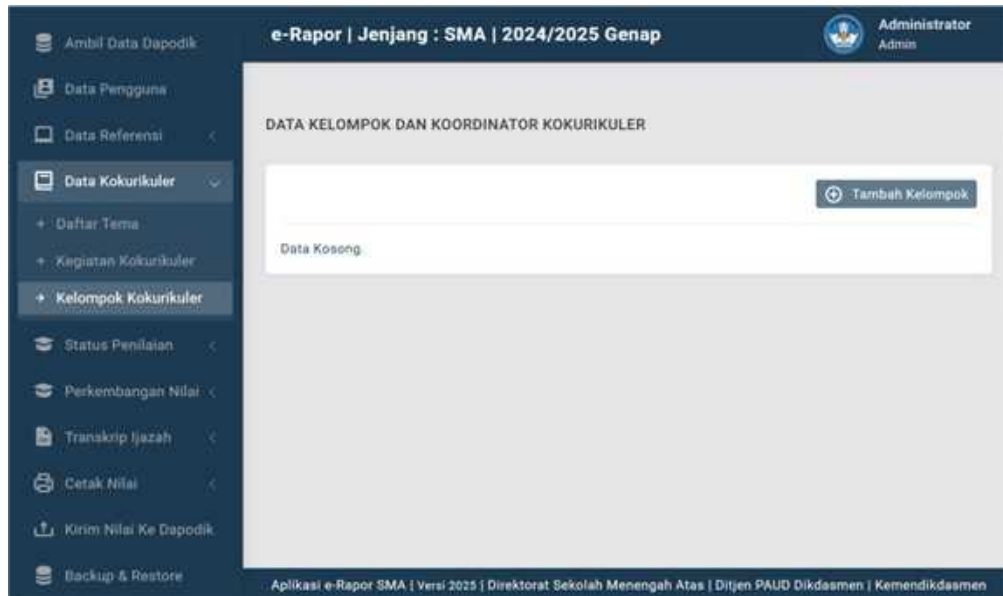 Ambil Data Dapodik
Data Pengguna
Data Referensi
Data Kokurikuler
Daftar Tema
Kegiatan Kokurikuler
Kelompok Kokurikuler
Status Penilaian
Perkembangan Nilai
Transkrip Ijazah
Cetak Nilai
Kirim Nilai Ke Dapodik
Backup & Restore
e-Rapor | Jenjang : SMA | 2024/2025 Genap
Administrator
Admin
DATA KELOMPOK DAN KOORDINATOR KOKURIKULER
Tambah Kelompok
Data Kosong.
Aplikasi e-Rapor SMA | Versi 2025 | Direktorat Sekolah Menengah Atas | Ditjen PAUD Dikdasmen | Kemendikdasmen